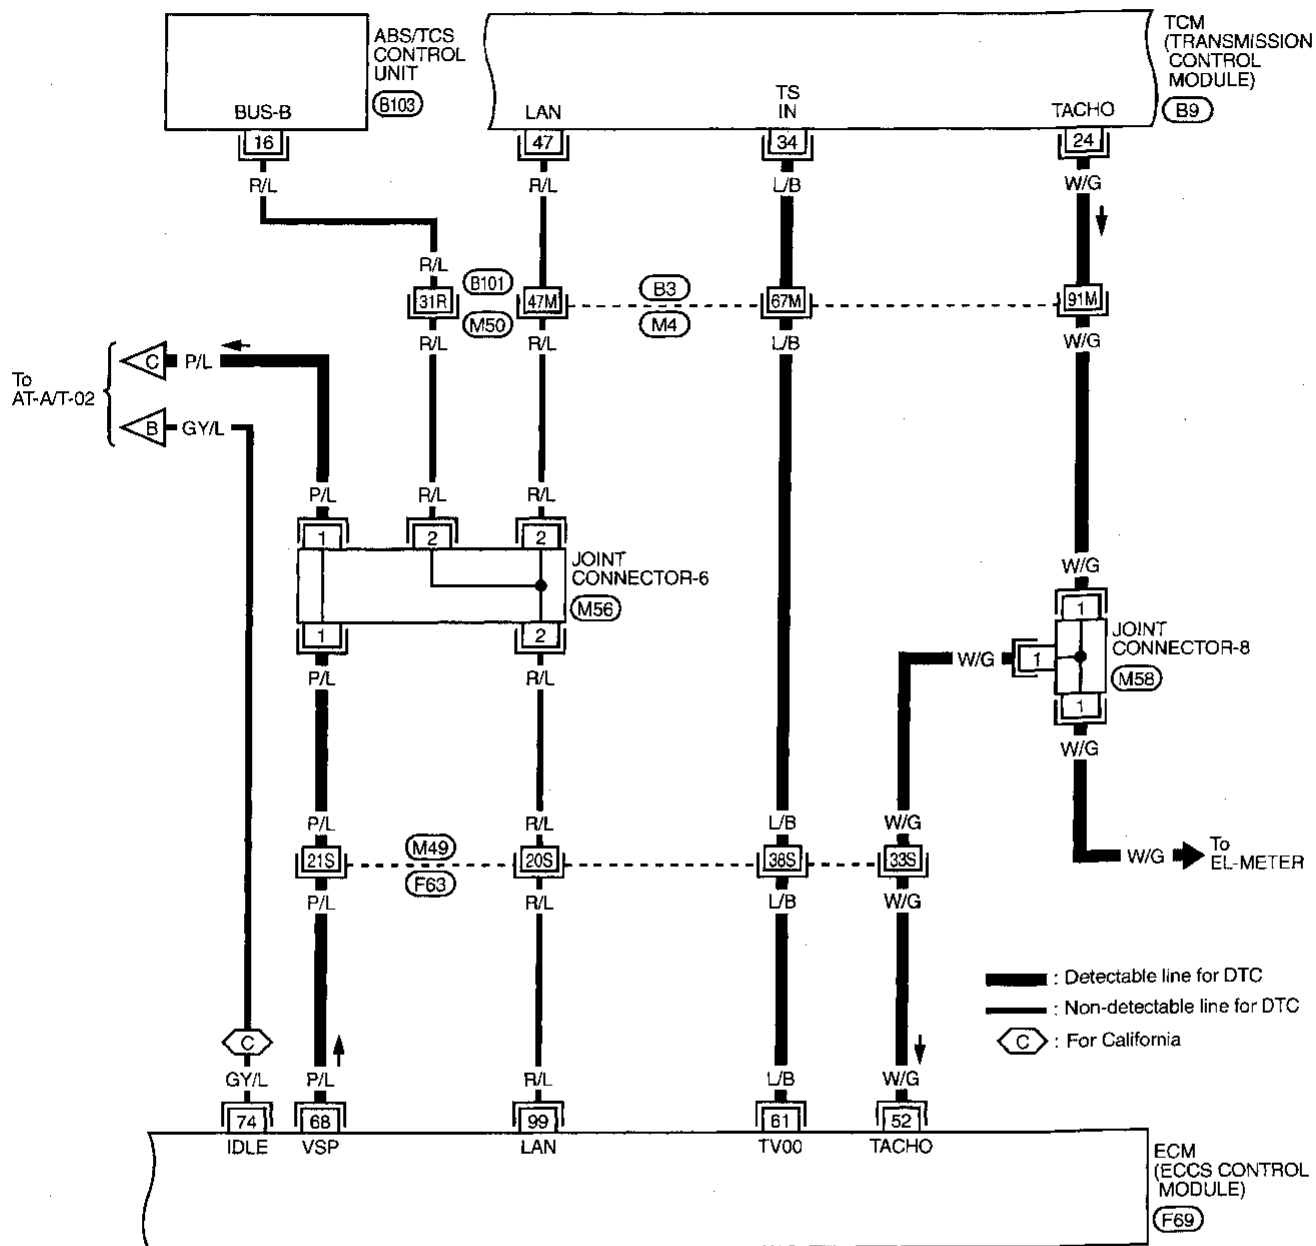 ABS/TCS
CONTROL
UNIT
B103
BUS-B
16
TCM
(TRANSMISSION
CONTROL
MODULE)
B9
LAN
TS
IN
TACHO
47
34
24
R/L
R/L
L/B
W/G
R/L
31R
B101
M50
47M
B3
M4
67M
91M
R/L
R/L
L/B
W/G
To
AT-A/T-02
C
P/L
B
GY/L
P/L
R/L
R/L
1
2
2
JOINT
CONNECTOR-6
M56
1
2
P/L
R/L
W/G
1
JOINT
CONNECTOR-8
M58
1
W/G
1
W/G
P/L
R/L
L/B
W/G
21S
M49
F63
20S
38S
33S
W/G
To
EL-METER
P/L
R/L
L/B
W/G
: Detectable line for DTC
: Non-detectable line for DTC
C
: For California
C
GY/L
P/L
R/L
L/B
W/G
74
68
99
61
52
IDLE
VSP
LAN
TV00
TACHO
ECM
(ECCS CONTROL
MODULE)
F69